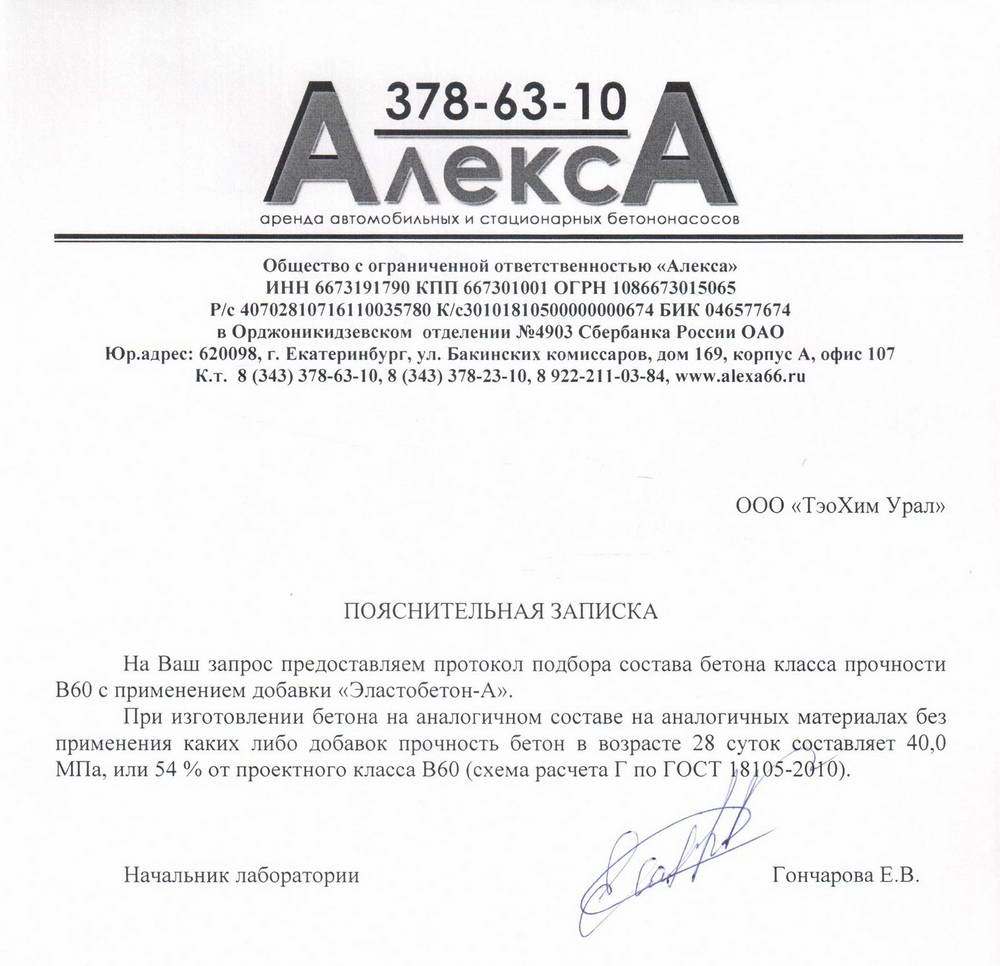 378-63-10
АлексА
аренда автомобильных и стационарных бетононасосов
Общество с ограниченной ответственностью «Алекса»
ИНН 6673191790 КПП 667301001 ОГРН 1086673015065
Р/с 40702810716110035780 К/с30101810500000000674 БИК 046577674
в Орджоникидзевском отделении №4903 Сбербанка России ОАО
Юр.адрес: 620098, г. Екатеринбург, ул. Бакинских комиссаров, дом 169, корпус А, офис 107
К.т. 8 (343) 378-63-10, 8 (343) 378-23-10, 8 922-211-03-84, www.alexa66.ru
ООО «ТэоХим Урал»
ПОЯСНИТЕЛЬНАЯ ЗАПИСКА
На Ваш запрос предоставляем протокол подбора состава бетона класса прочности
В60 с применением добавки «Эластобетон-А».
При изготовлении бетона на аналогичном составе на аналогичных материалах без
применения каких либо добавок прочность бетон в возрасте 28 суток составляет 40,0
МПа, или 54 % от проектного класса В60 (схема расчета Г по ГОСТ 18105-2010).
Начальник лаборатории
Гончарова Е.В.